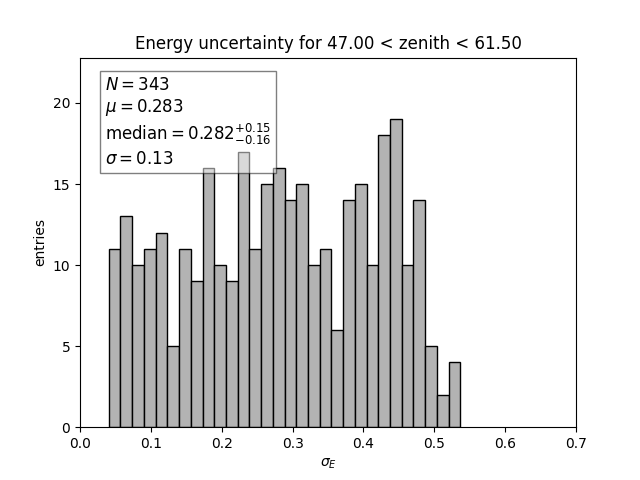 Energy uncertainty for 47.00 < zenith < 61.50
N = 343
μ = 0.283
median = 0.282 +0.15 −0.16
σ = 0.13
entries
20
15
10
5
0
0.0 0.1 0.2 0.3 0.4 0.5 0.6 0.7
σE